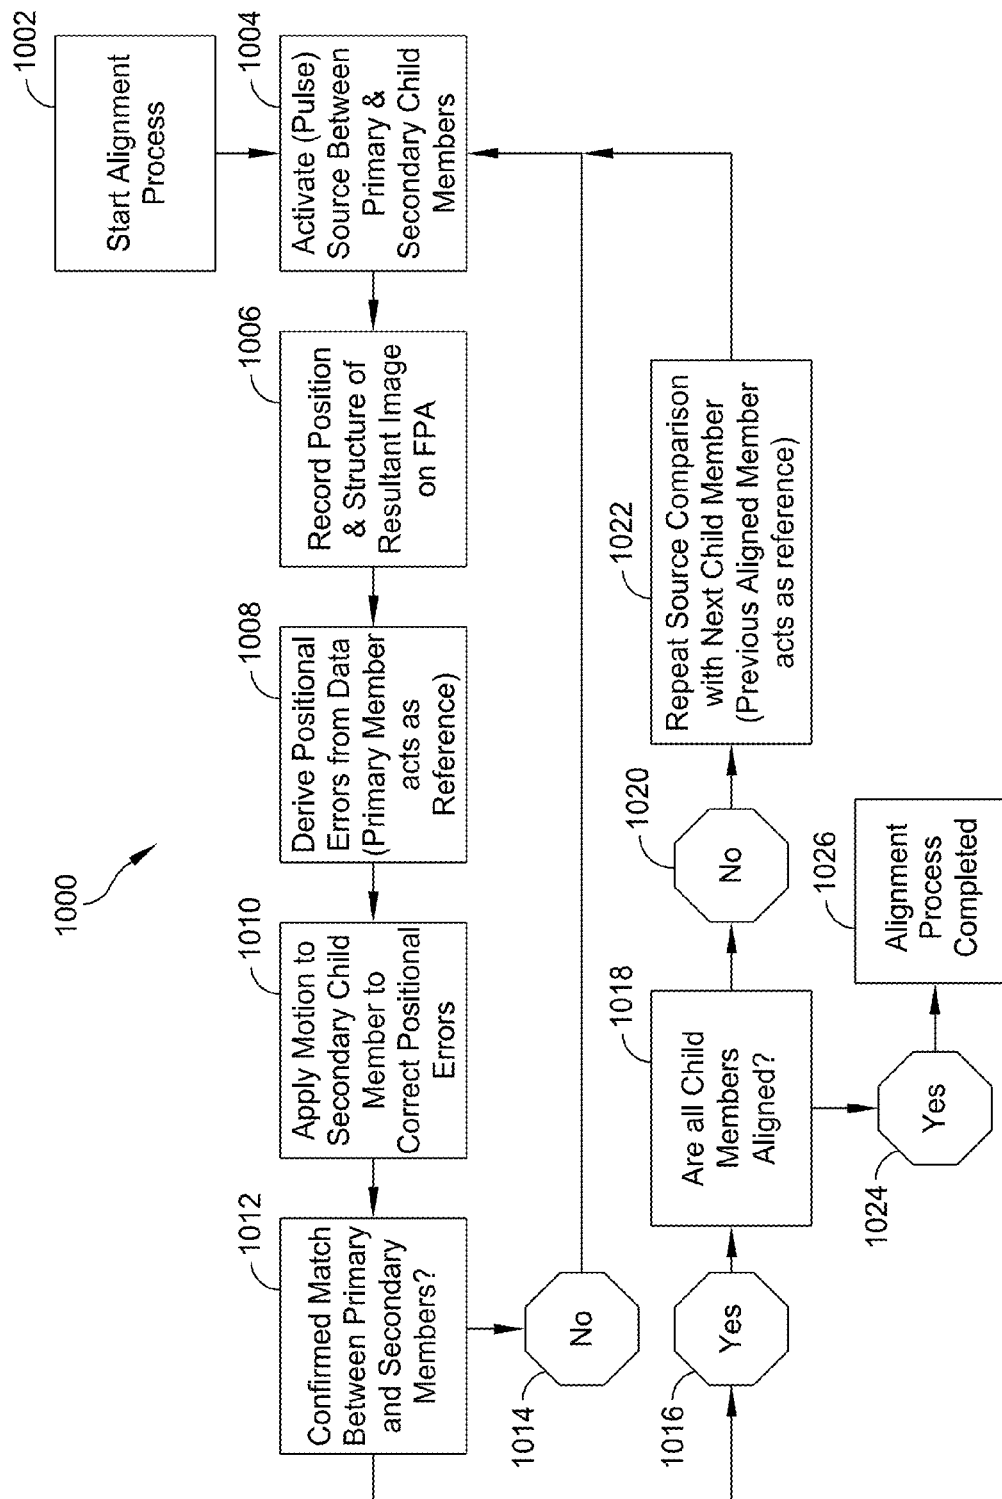 1000
1002
Start Alignment
Process
1004
Activate (Pulse)
Source Between
Primary &
Secondary Child
Members
1006
Record Position
& Structure of
Resultant Image
on FPA
1008
Derive Positional
Errors from Data
(Primary Member
acts as
Reference)
1010
Apply Motion to
Secondary Child
Member to
Correct Positional
Errors
1012
Confirmed Match
Between Primary
and Secondary
Members?
1014
No
1016
Yes
1018
Are all Child
Members
Aligned?
1020
No
1022
Repeat Source Comparison
with Next Child Member
(Previous Aligned Member
acts as reference)
1024
Yes
1026
Alignment
Process
Completed